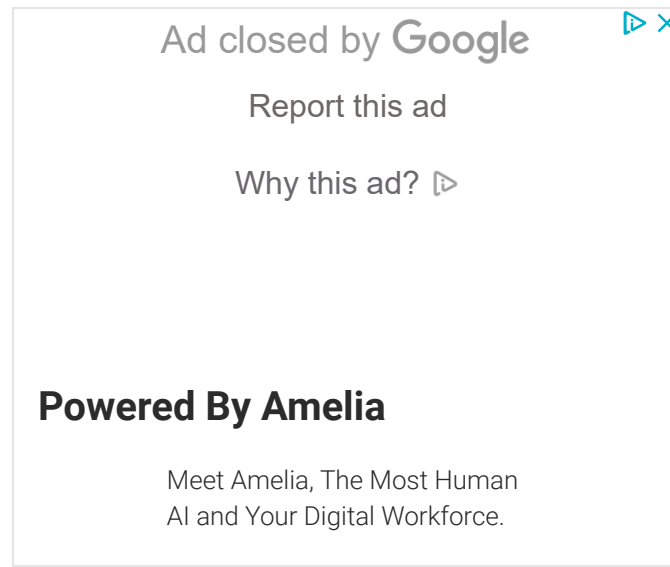 Ad closed by Google
Report this ad
Why this ad?
Powered By Amelia
Meet Amelia, The Most Human
AI and Your Digital Workforce.